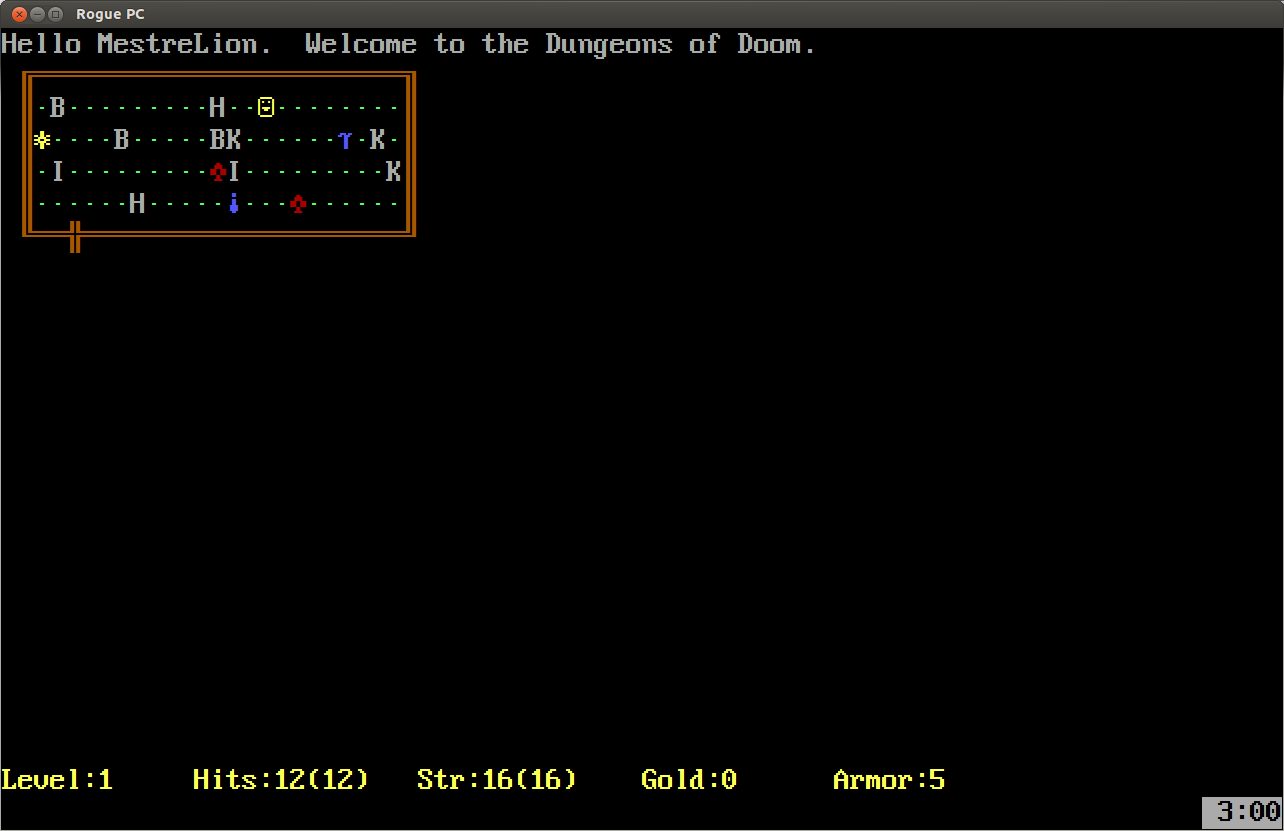 Rogue PC
Hello MestreLion. Welcome to the Dungeons of Doom.
B H
B BK K
I I K
H
Level:1 Hits:12(12) Str:16(16) Gold:0 Armor:5
3:00